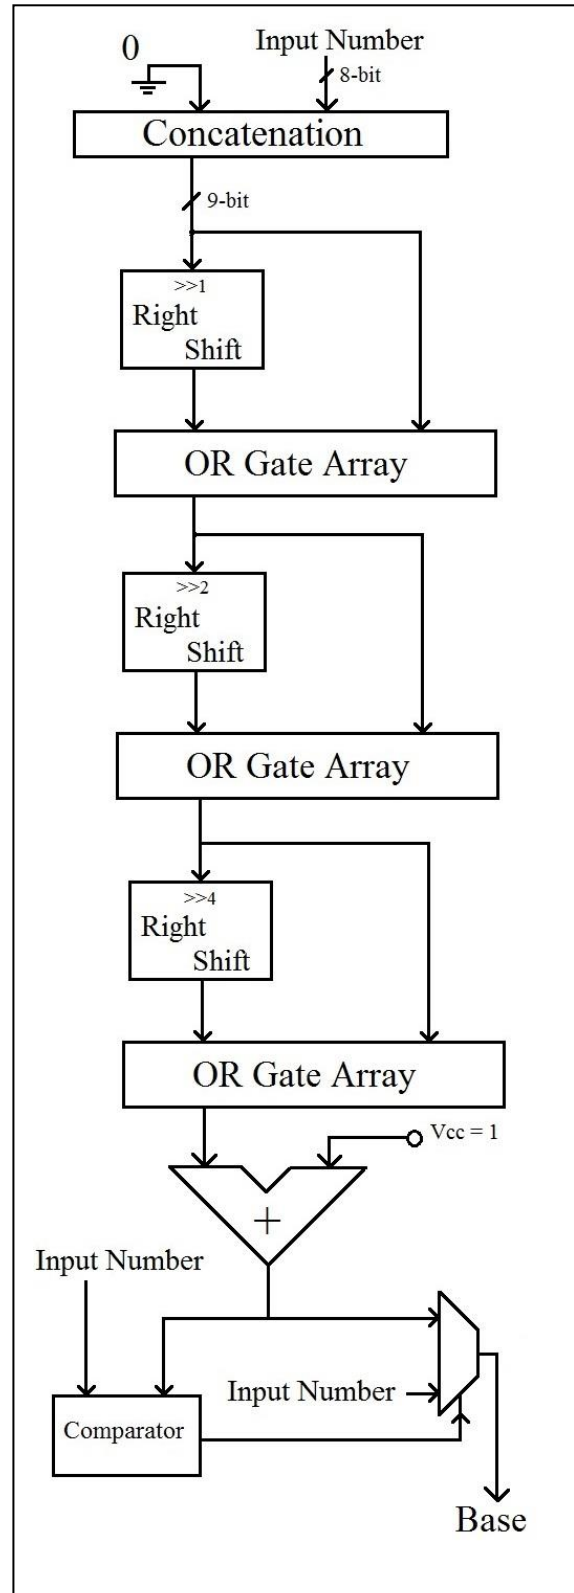 0
Input Number
8-bit
Concatenation
9-bit
>>1
Right
Shift
OR Gate Array
>>2
Right
Shift
OR Gate Array
>>4
Right
Shift
OR Gate Array
Vcc = 1
+
Input Number
Input Number
Comparator
Base